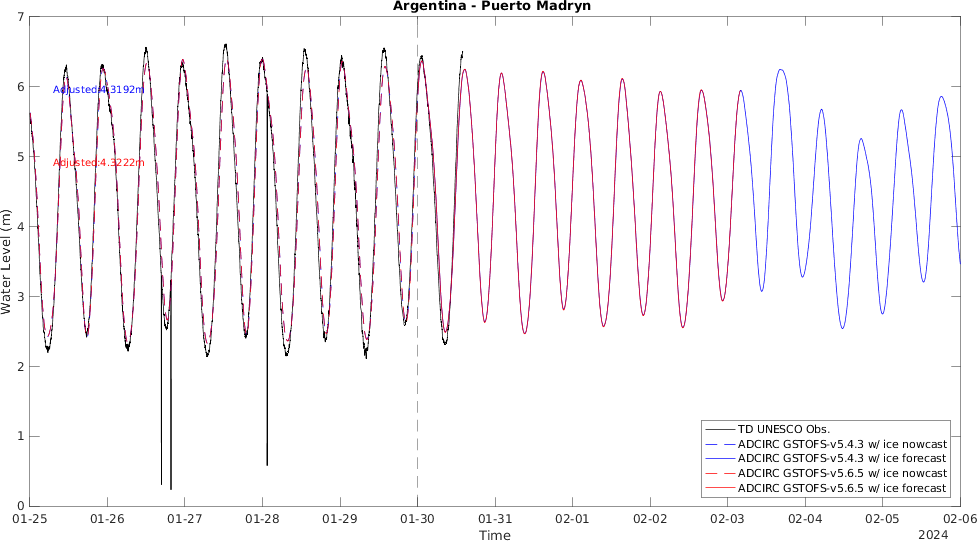 Argentina - Puerto Madryn
7
6
5
4
3
2
1
0
Water Level (m)
Adjusted:4.3192m
Adjusted:4.3222m
TD UNESCO Obs.
ADCIRC GSTOFS-v5.4.3 w/ ice nowcast
ADCIRC GSTOFS-v5.4.3 w/ ice forecast
ADCIRC GSTOFS-v5.6.5 w/ ice nowcast
ADCIRC GSTOFS-v5.6.5 w/ ice forecast
01-25 01-26 01-27 01-28 01-29 01-30 01-31 02-01 02-02 02-03 02-04 02-05 02-06
Time
2024